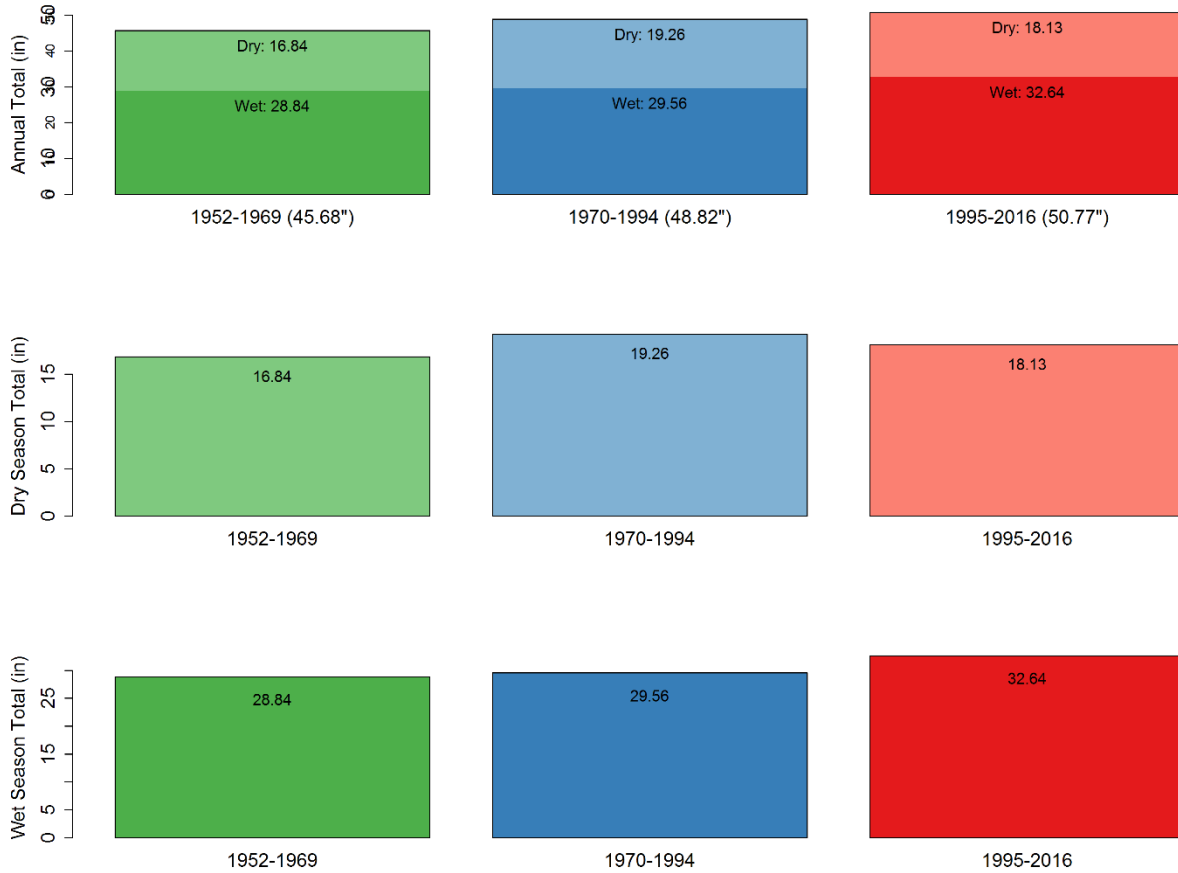 Annual Total (in)
0 10 20 30 40 50
Dry: 16.84
Wet: 28.84
Dry: 19.26
Wet: 29.56
Dry: 18.13
Wet: 32.64
1952-1969 (45.68")
1970-1994 (48.82")
1995-2016 (50.77")
Dry Season Total (in)
0 5 10 15
16.84
19.26
18.13
1952-1969
1970-1994
1995-2016
Wet Season Total (in)
0 5 15 25
28.84
29.56
32.64
1952-1969
1970-1994
1995-2016